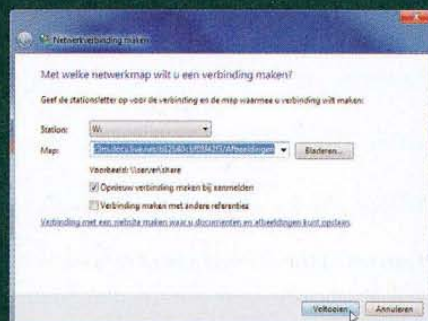 Netwerkverbinding maken
Met welke netwerkmap wilt u een verbinding maken?
Geef de stationsletter op voor de verbinding en de map waarmee u verbinding wilt maken:
Station: W:
Map: Bladeren...
Voorbeeld: \\server\share
Opnieuw verbinding maken bij aanmelden
Verbinding maken met andere referenties
Verbinding met een website maken waar u documenten en afbeeldingen kunt opslaan.
Voltooien Annuleren